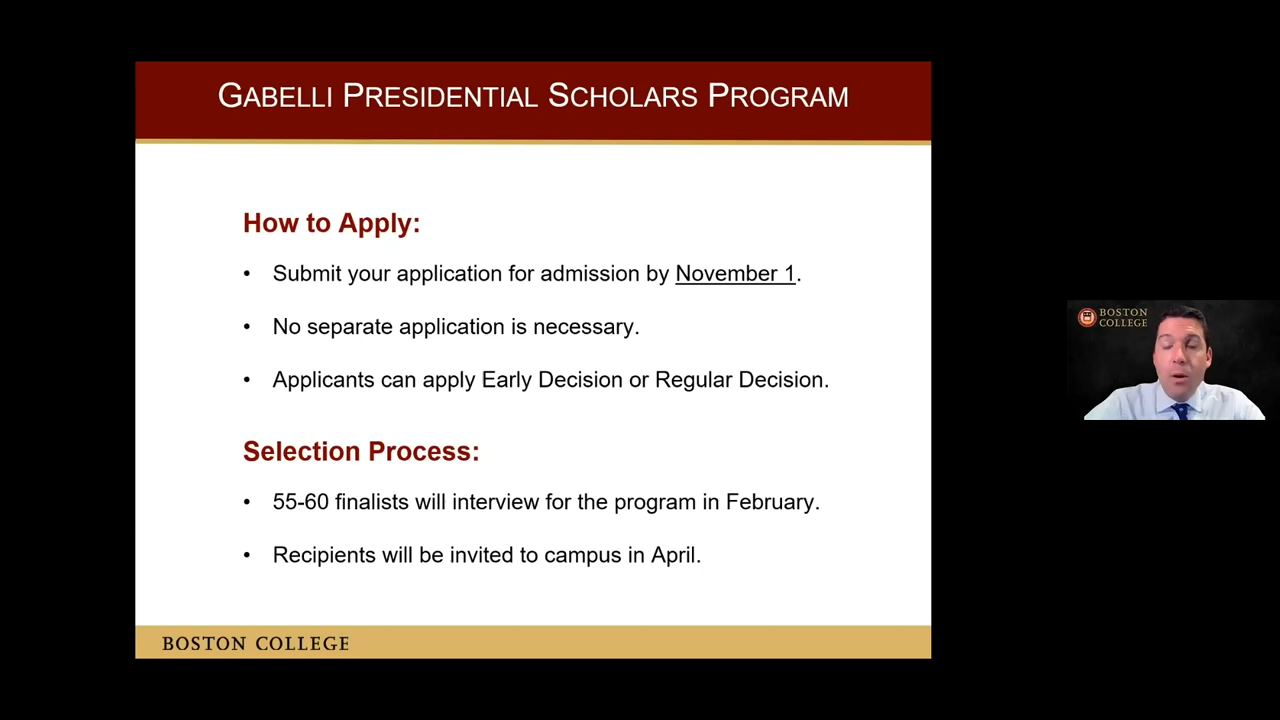 GABELLI PRESIDENTIAL SCHOLARS PROGRAM
How to Apply:
• Submit your application for admission by November 1.
• No separate application is necessary.
• Applicants can apply Early Decision or Regular Decision.
Selection Process:
• 55-60 finalists will interview for the program in February.
• Recipients will be invited to campus in April.
BOSTON COLLEGE
BOSTON
COLLEGE